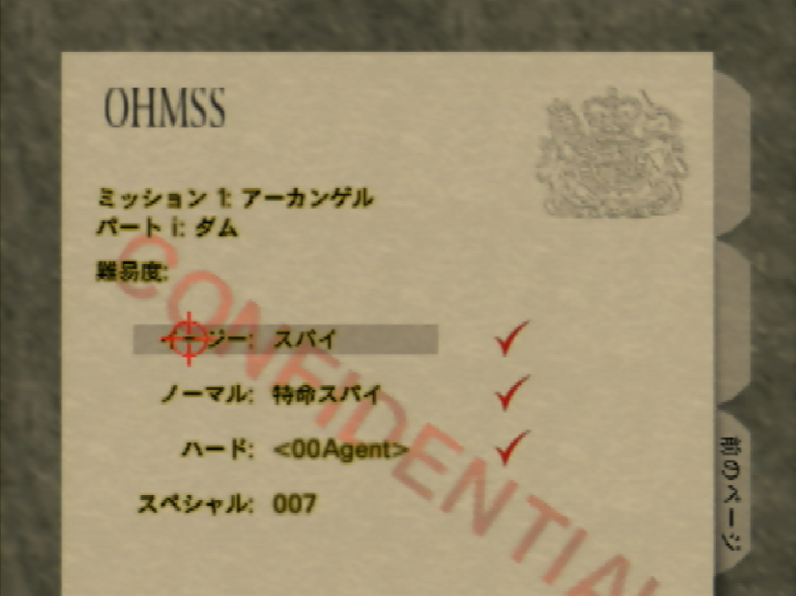 OHMSS
ミッション 1: アーカンゲル
パート i: ダム
難易度:
イージー: スパイ
ノーマル: 特命スパイ
ハード: <00Agent>
スペシャル: 007
CONFIDENTIAL
前のページ